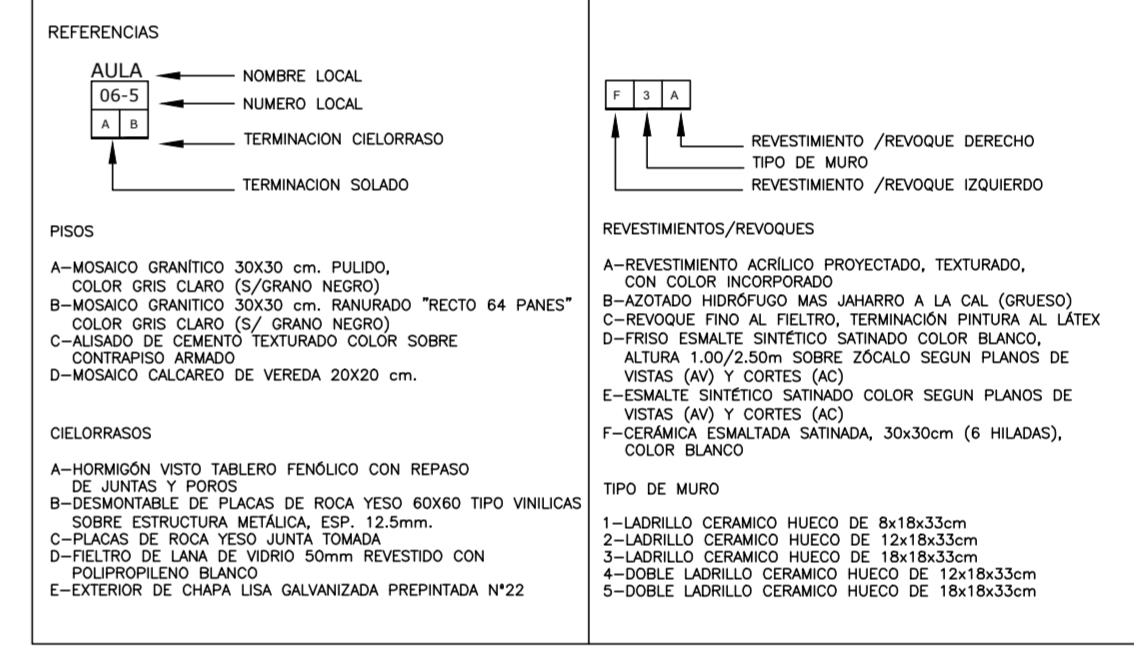 REFERENCIAS
AULA
NOMBRE LOCAL
06-5
NUMERO LOCAL
A B
TERMINACION CIELORRASO
TERMINACION SOLADO
PISOS
A-MOSAICO GRANÍTICO 30X30 cm. PULIDO,
COLOR GRIS CLARO (S/GRANO NEGRO)
B-MOSAICO GRANITICO 30X30 cm. RANURADO "RECTO 64 PANES"
COLOR GRIS CLARO (S/ GRANO NEGRO)
C-ALISADO DE CEMENTO TEXTURADO COLOR SOBRE
CONTRAPISO ARMADO
D-MOSAICO CALCAREO DE VEREDA 20X20 cm.
CIELORRASOS
A-HORMIGÓN VISTO TABLERO FENÓLICO CON REPASO
DE JUNTAS Y POROS
B-DESMONTABLE DE PLACAS DE ROCA YESO 60X60 TIPO VINILICAS
SOBRE ESTRUCTURA METÁLICA, ESP. 12.5mm.
C-PLACAS DE ROCA YESO JUNTA TOMADA
D-FIELTRO DE LANA DE VIDRIO 50mm REVESTIDO CON
POLIPROPILENO BLANCO
E-EXTERIOR DE CHAPA LISA GALVANIZADA PREPINTADA N°22
F 3 A
REVESTIMIENTO /REVOQUE DERECHO
TIPO DE MURO
REVESTIMIENTO /REVOQUE IZQUIERDO
REVESTIMIENTOS/REVOQUES
A-REVESTIMIENTO ACRÍLICO PROYECTADO, TEXTURADO,
CON COLOR INCORPORADO
B-AZOTADO HIDRÓFUGO MAS JAHARRO A LA CAL (GRUESO)
C-REVOQUE FINO AL FIELTRO, TERMINACIÓN PINTURA AL LÁTEX
D-FRISO ESMALTE SINTÉTICO SATINADO COLOR BLANCO,
ALTURA 1.00/2.50m SOBRE ZÓCALO SEGUN PLANOS DE
VISTAS (AV) Y CORTES (AC)
E-ESMALTE SINTÉTICO SATINADO COLOR SEGUN PLANOS DE
VISTAS (AV) Y CORTES (AC)
F-CERÁMICA ESMALTADA SATINADA, 30x30cm (6 HILADAS),
COLOR BLANCO
TIPO DE MURO
1-LADRILLO CERAMICO HUECO DE 8x18x33cm
2-LADRILLO CERAMICO HUECO DE 12x18x33cm
3-LADRILLO CERAMICO HUECO DE 18x18x33cm
4-DOBLE LADRILLO CERAMICO HUECO DE 12x18x33cm
5-DOBLE LADRILLO CERAMICO HUECO DE 18x18x33cm